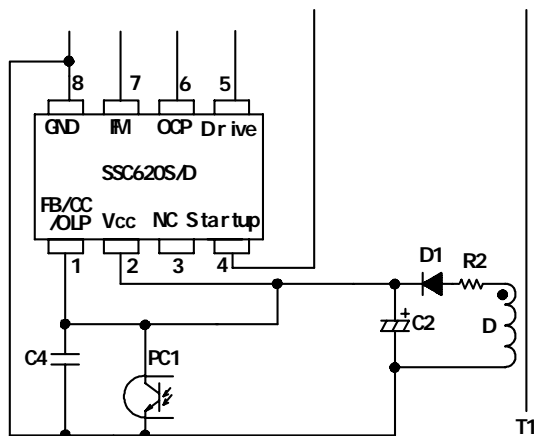 8 7 6 5
GND FM OCP Drive
SSC620S/D
FB/CC
/OLP Vcc NC Startup
1 2 3 4
D1 R2
+
C2 D
C4 PC1
T1